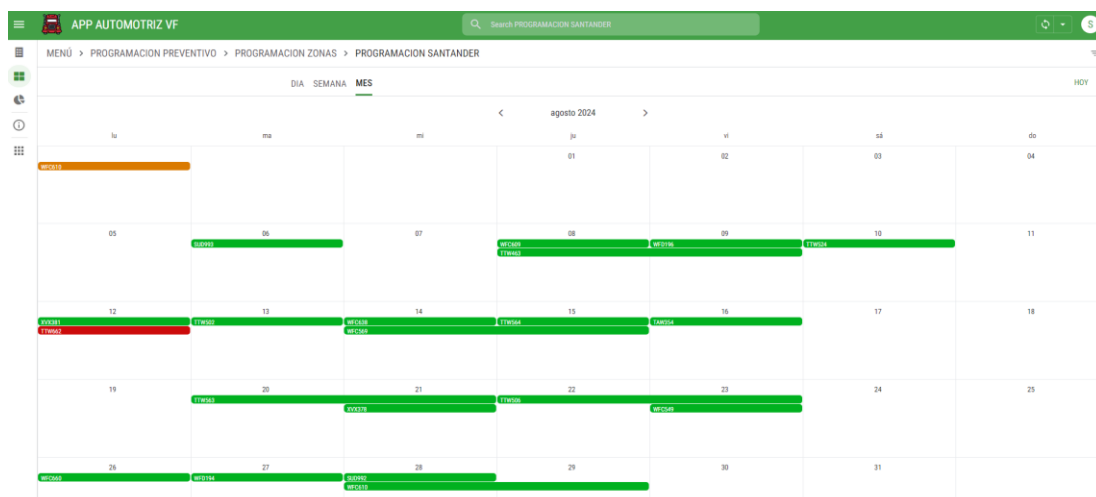 APP AUTOMOTRIZ VF
Search PROGRAMACION SANTANDER
S
MENÚ > PROGRAMACION PREVENTIVO > PROGRAMACION ZONAS > PROGRAMACION SANTANDER
DIA SEMANA MES
HOY
< agosto 2024 >
lu ma mi ju vi sá do
01 02 03 04
WFC610
05 06 07 08 09 10 11
SUD993 WFC609 WFD196 TTW524
TTW463
12 13 14 15 16 17 18
XVX381 TTW502 WFC638 TTW564 TAW354
TTW662 WFC569
19 20 21 22 23 24 25
TTW563 TTW506
XVX378 WFC549
26 27 28 29 30 31
WFC660 WFD194 SUD992
WFC610